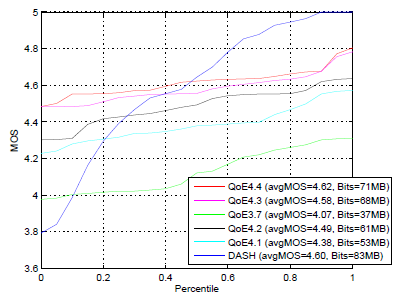 5
4.8
4.6
4.4
4.2
4
3.8
3.6
MOS
QoE4.4 (avgMOS=4.62, Bits=71MB)
QoE4.3 (avgMOS=4.58, Bits=68MB)
QoE3.7 (avgMOS=4.07, Bits=37MB)
QoE4.2 (avgMOS=4.49, Bits=61MB)
QoE4.1 (avgMOS=4.38, Bits=53MB)
DASH (avgMOS=4.60, Bits=83MB)
0 0.2 0.4 0.6 0.8 1
Percentile